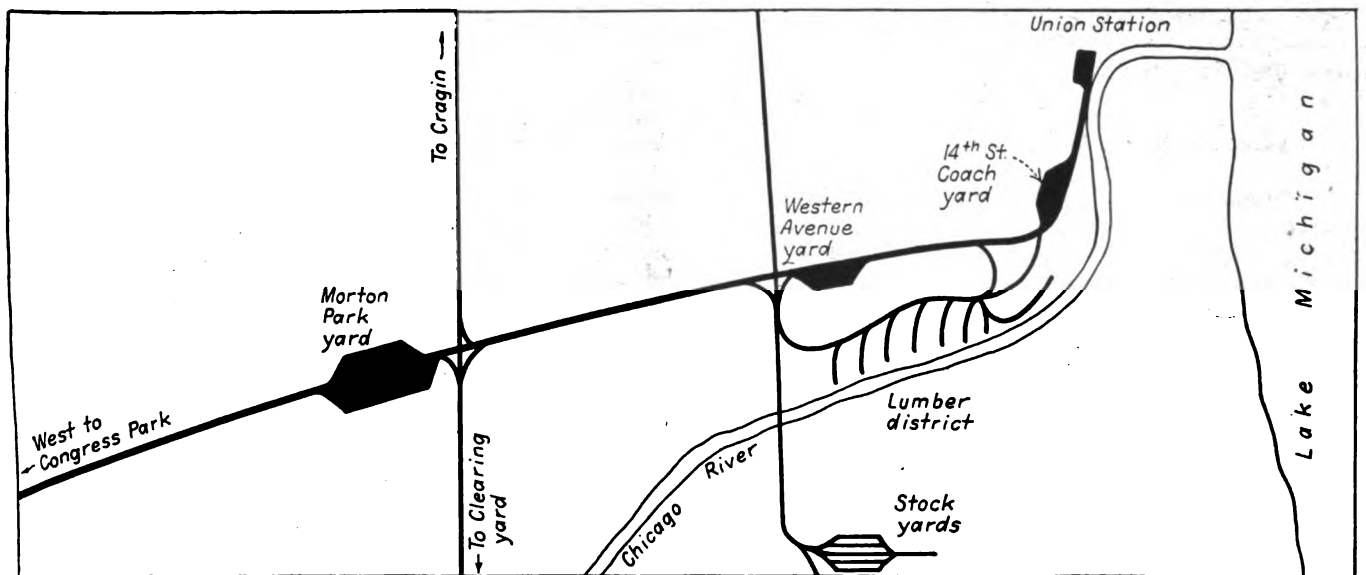 Union Station
To Cragin
14th St.
Coach
yard
Western
Avenue
yard
Lake Michigan
Morton
Park
yard
West to
Congress Park
Lumber
district
To Clearing
yard
Chicago River
Stock
yards